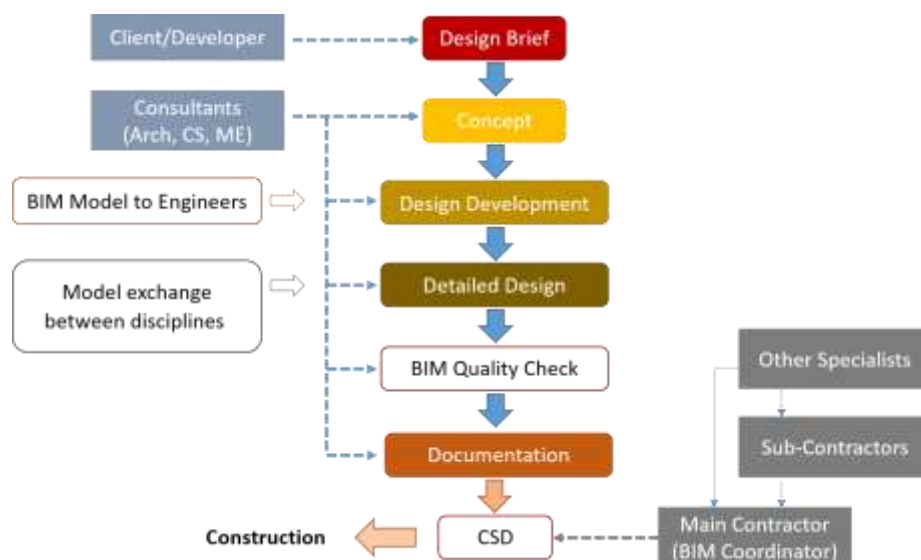 Client/Developer
Design Brief
Consultants
(Arch, CS, ME)
Concept
BIM Model to Engineers
Design Development
Model exchange
between disciplines
Detailed Design
BIM Quality Check
Other Specialists
Sub-Contractors
Documentation
Construction
CSD
Main Contractor
(BIM Coordinator)